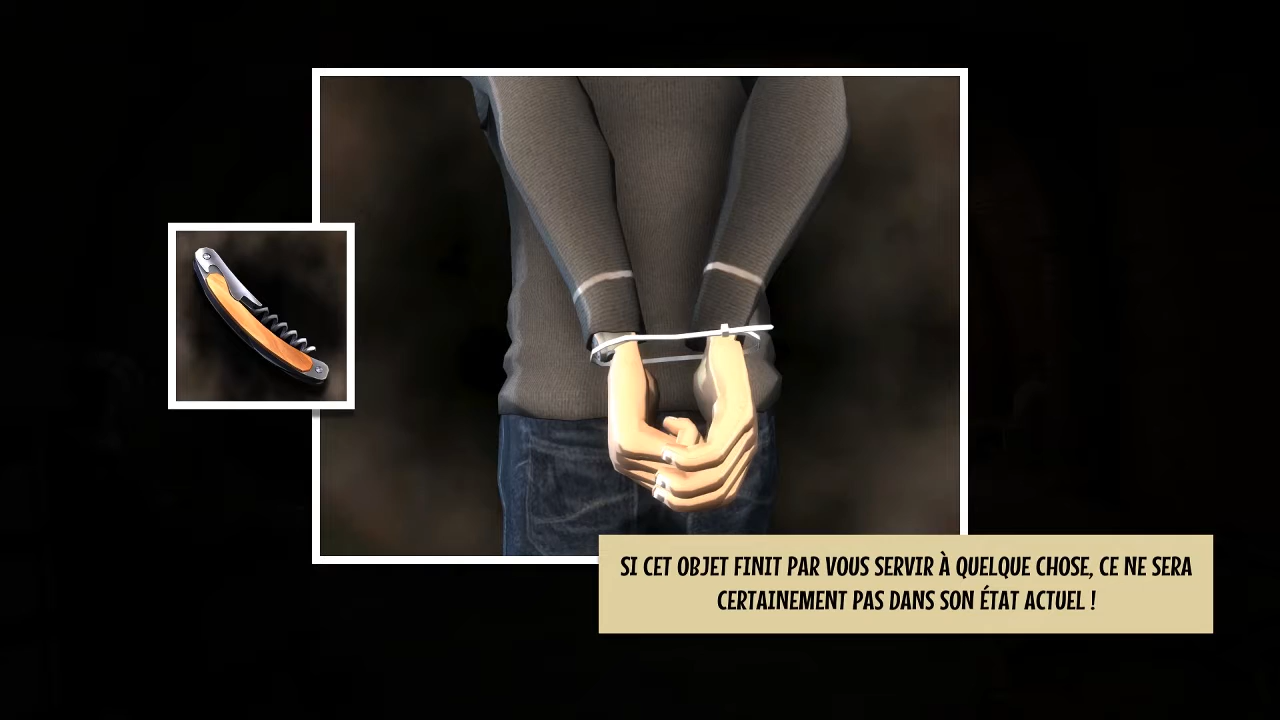 SI CET OBJET FINIT PAR VOUS SERVIR À QUELQUE CHOSE, CE NE SERA
CERTAINEMENT PAS DANS SON ÉTAT ACTUEL !